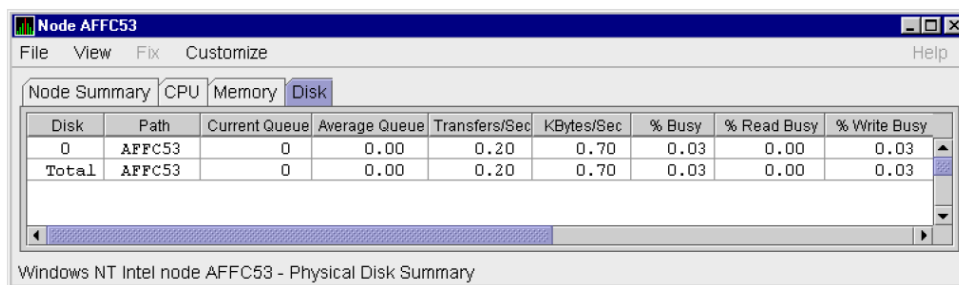 Node AFFC53
File View Fix Customize Help
Node Summary CPU Memory Disk
Disk Path Current Queue Average Queue Transfers/Sec KBytes/Sec % Busy % Read Busy % Write Busy
0 AFFC53 0 0.00 0.20 0.70 0.03 0.00 0.03
Total AFFC53 0 0.00 0.20 0.70 0.03 0.00 0.03
Windows NT Intel node AFFC53 - Physical Disk Summary